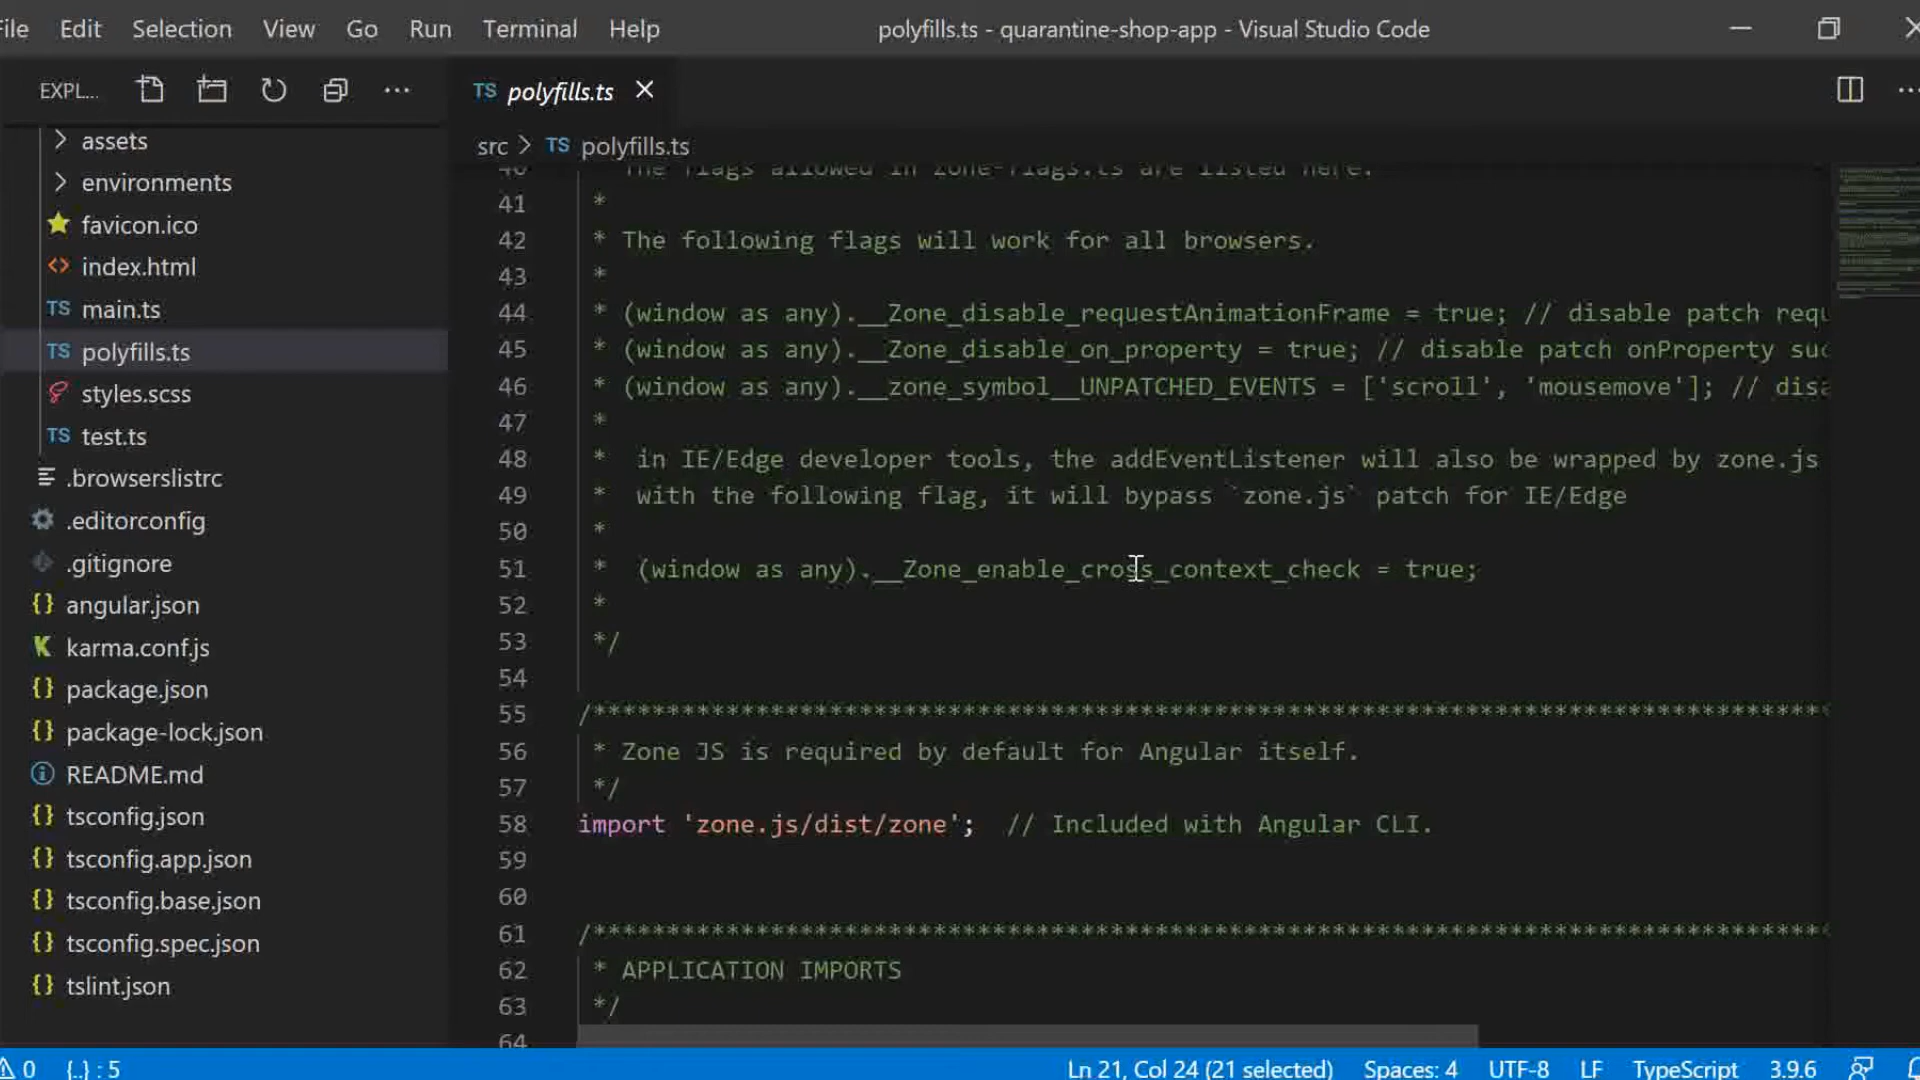 File Edit Selection View Go Run Terminal Help polyfills.ts - quarantine-shop-app - Visual Studio Code
EXPL... TS polyfills.ts
src > TS polyfills.ts
assets
environments
favicon.ico
<> index.html
TS main.ts
TS polyfills.ts
styles.scss
TS test.ts
.browserslistrc
.editorconfig
.gitignore
{} angular.json
K karma.conf.js
{} package.json
{} package-lock.json
README.md
{} tsconfig.json
{} tsconfig.app.json
{} tsconfig.base.json
{} tsconfig.spec.json
{} tslint.json
40 The flags allowed in zone-flags.ts are listed here.
41 *
42 * The following flags will work for all browsers.
43 *
44 * (window as any).__Zone_disable_requestAnimationFrame = true; // disable patch requ
45 * (window as any).__Zone_disable_on_property = true; // disable patch onProperty suc
46 * (window as any).__zone_symbol__UNPATCHED_EVENTS = ['scroll', 'mousemove']; // disa
47 *
48 * in IE/Edge developer tools, the addEventListener will also be wrapped by zone.js
49 * with the following flag, it will bypass `zone.js` patch for IE/Edge
50 *
51 * (window as any).__Zone_enable_cross_context_check = true;
52 *
53 */
54
55 /*************************************************************************************
56 * Zone JS is required by default for Angular itself.
57 */
58 import 'zone.js/dist/zone'; // Included with Angular CLI.
59
60
61 /*************************************************************************************
62 * APPLICATION IMPORTS
63 */
64
0 {..} : 5 Ln 21, Col 24 (21 selected) Spaces: 4 UTF-8 LF TypeScript 3.9.6